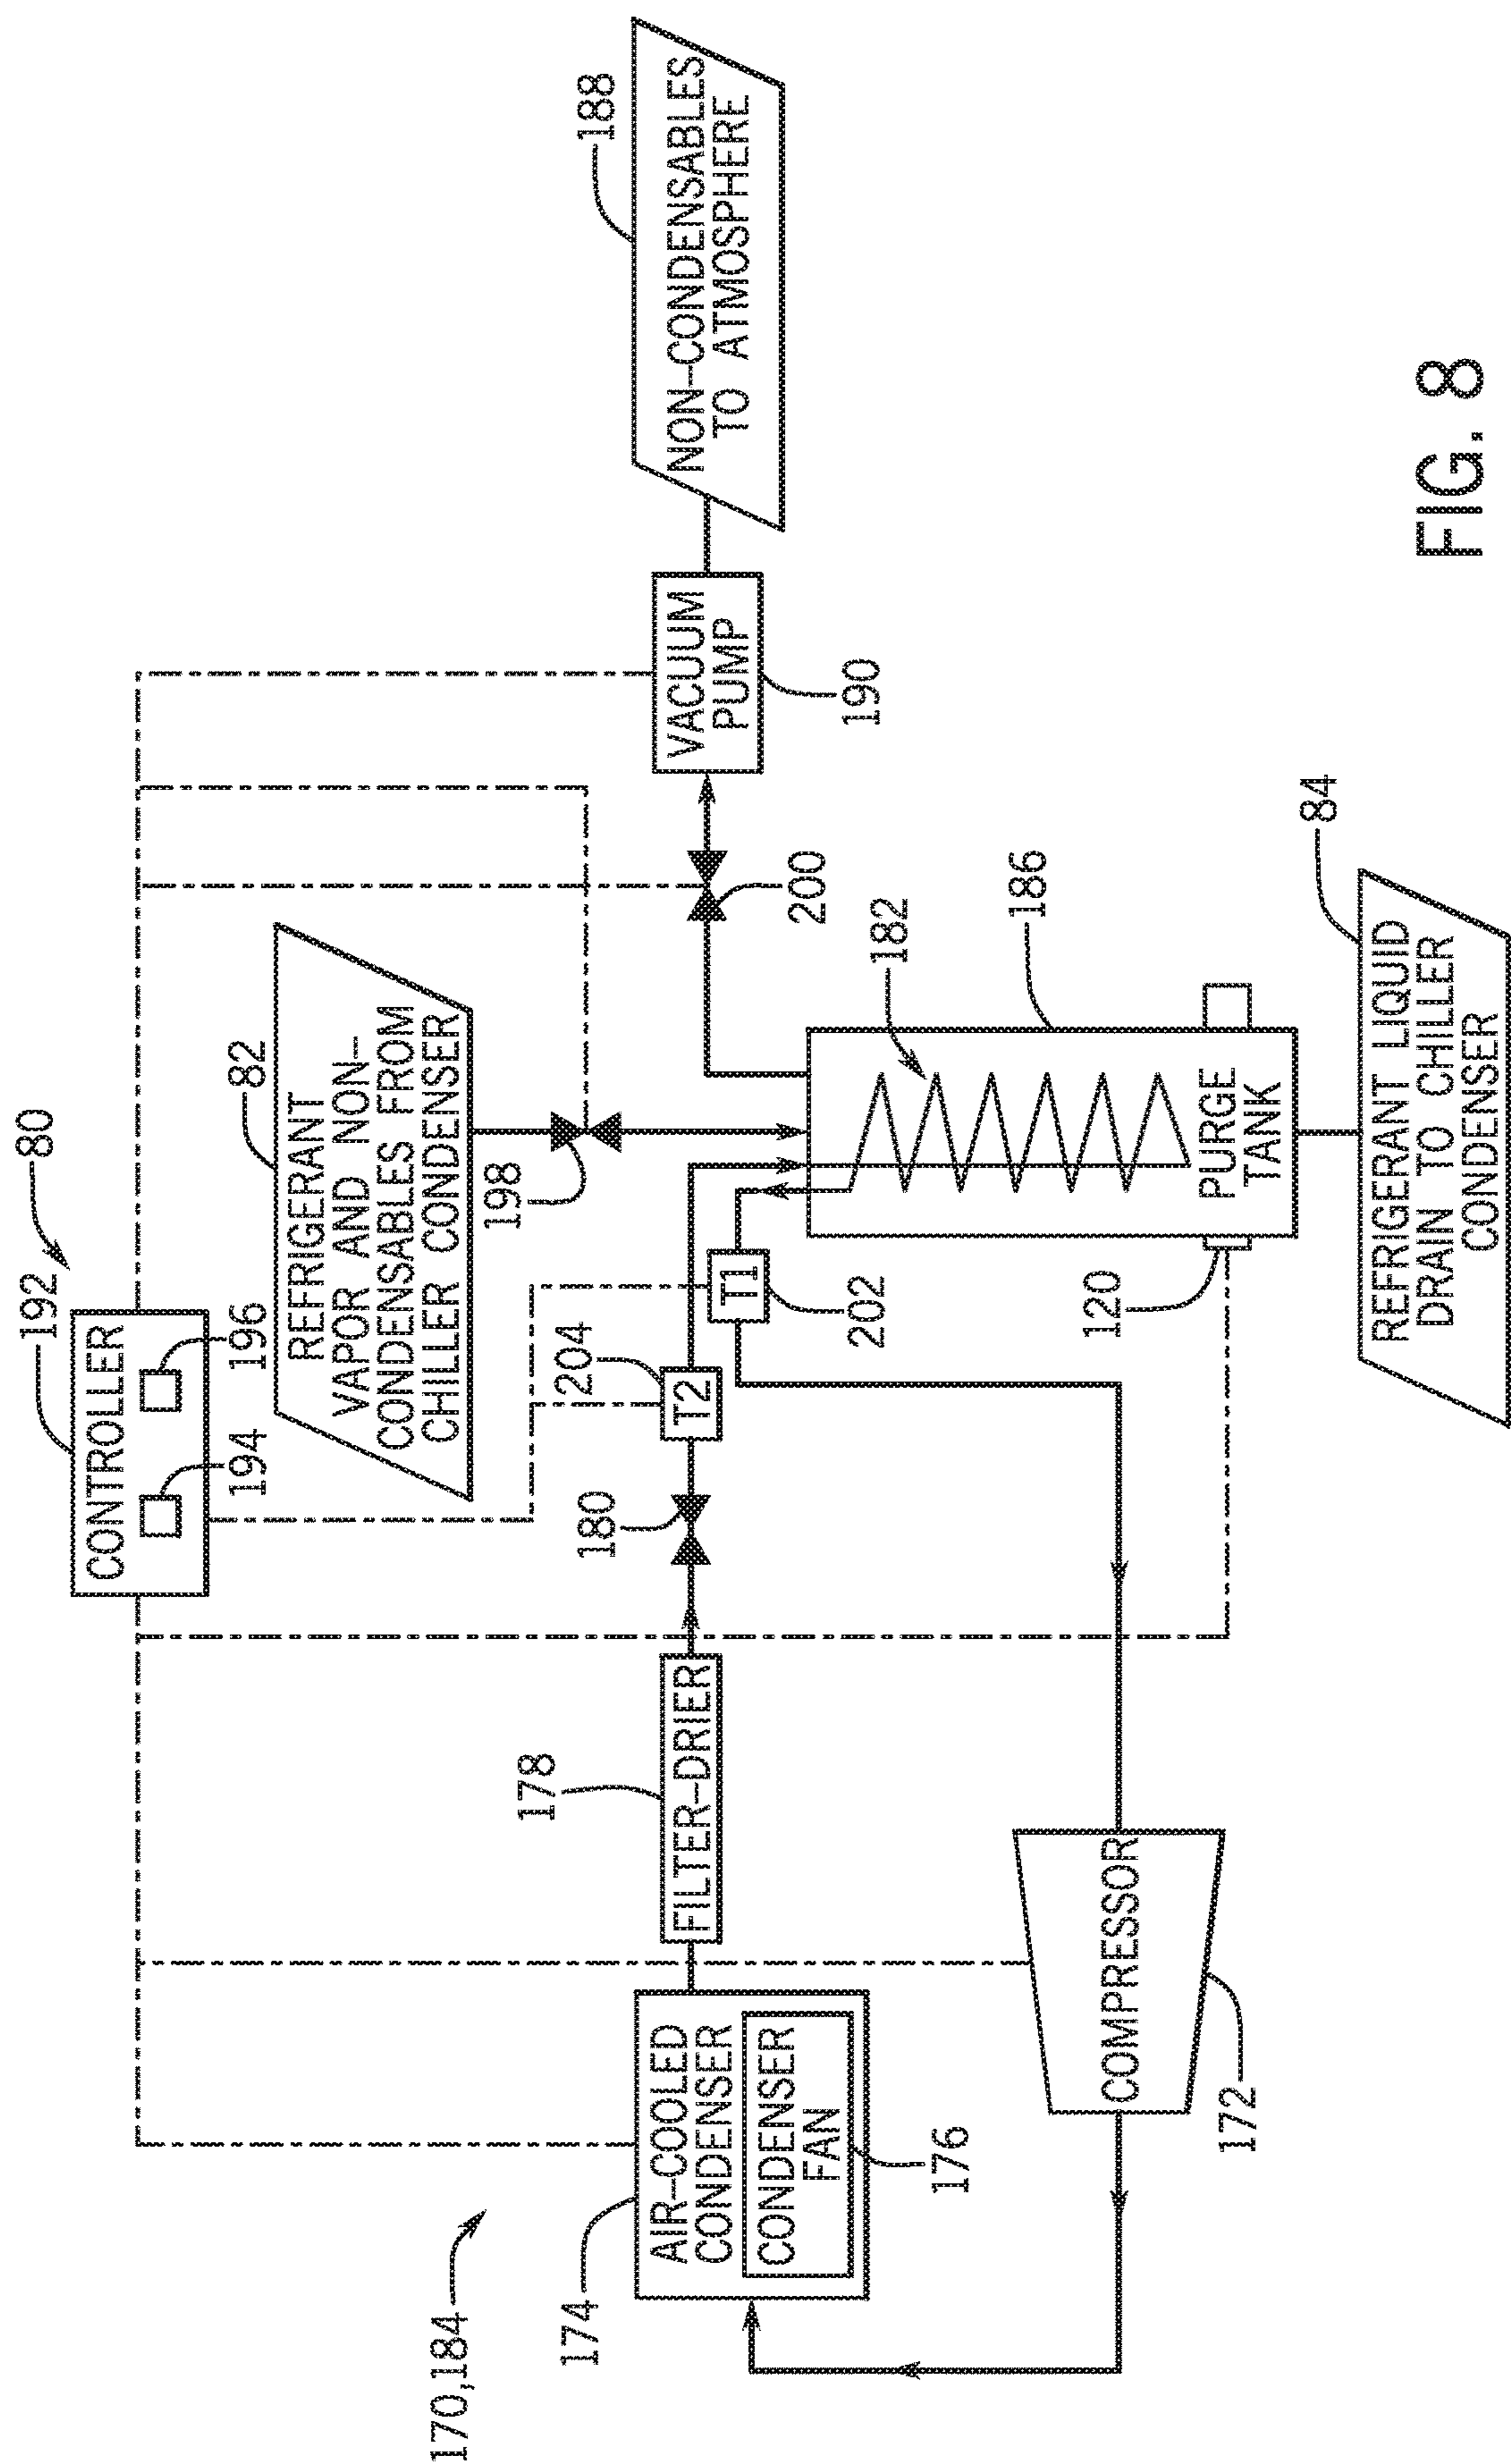 80
192
CONTROLLER
194
196
82
REFRIGERANT
VAPOR AND NON-
CONDENSABLES FROM
CHILLER CONDENSER
198
188
NON-CONDENSABLES
TO ATMOSPHERE
VACUUM
PUMP
190
200
170,184
174
AIR-COOLED
CONDENSER
CONDENSER
FAN
176
178
FILTER-DRIER
180
204
T2
T1
202
182
186
PURGE
TANK
120
COMPRESSOR
172
84
REFRIGERANT LIQUID
DRAIN TO CHILLER
CONDENSER
FIG. 8